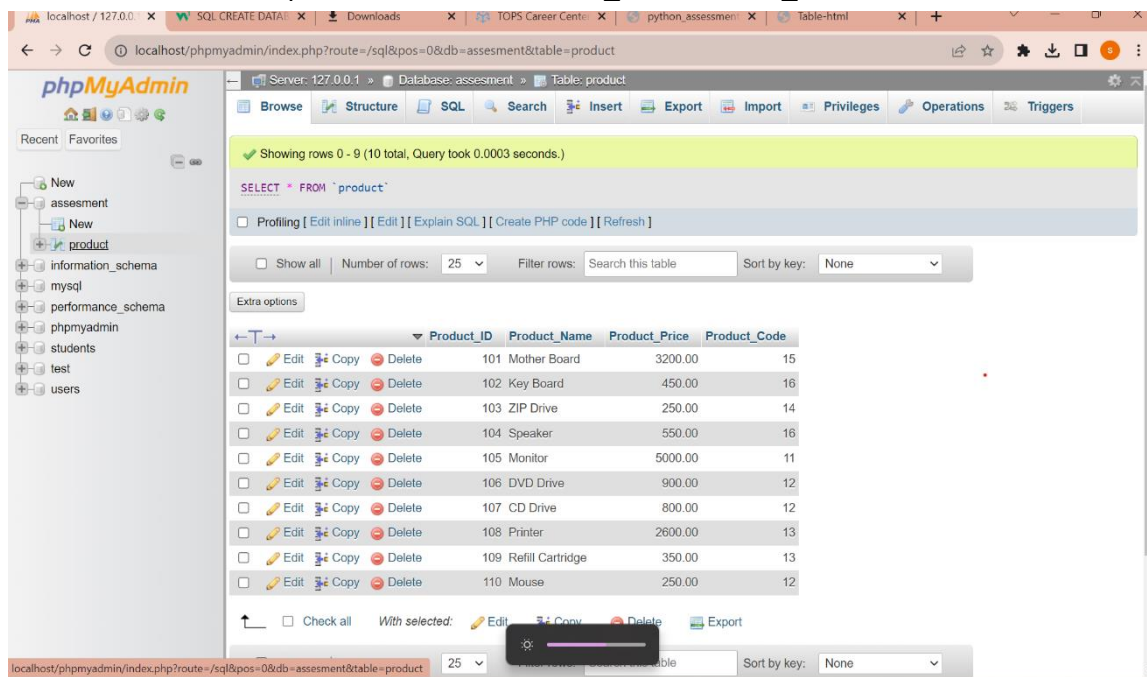 localhost / 127.0.0. SQL CREATE DATAB Downloads TOPS Career Center python_assessment Table-html
localhost/phpmyadmin/index.php?route=/sql&pos=0&db=assesment&table=product
phpMyAdmin
Recent Favorites
New
assesment
New
product
information_schema
mysql
performance_schema
phpmyadmin
students
test
users
Server: 127.0.0.1 » Database: assesment » Table: product
Browse Structure SQL Search Insert Export Import Privileges Operations Triggers
Showing rows 0 - 9 (10 total, Query took 0.0003 seconds.)
SELECT * FROM `product`
Profiling [ Edit inline ] [ Edit ] [ Explain SQL ] [ Create PHP code ] [ Refresh ]
Show all | Number of rows: 25 Filter rows: Search this table Sort by key: None
Extra options
←T→ Product_ID Product_Name Product_Price Product_Code
Edit Copy Delete 101 Mother Board 3200.00 15
Edit Copy Delete 102 Key Board 450.00 16
Edit Copy Delete 103 ZIP Drive 250.00 14
Edit Copy Delete 104 Speaker 550.00 16
Edit Copy Delete 105 Monitor 5000.00 11
Edit Copy Delete 106 DVD Drive 900.00 12
Edit Copy Delete 107 CD Drive 800.00 12
Edit Copy Delete 108 Printer 2600.00 13
Edit Copy Delete 109 Refill Cartridge 350.00 13
Edit Copy Delete 110 Mouse 250.00 12
Check all With selected: Edit Copy Delete Export
25 Sort by key: None
localhost/phpmyadmin/index.php?route=/sql&pos=0&db=assesment&table=product